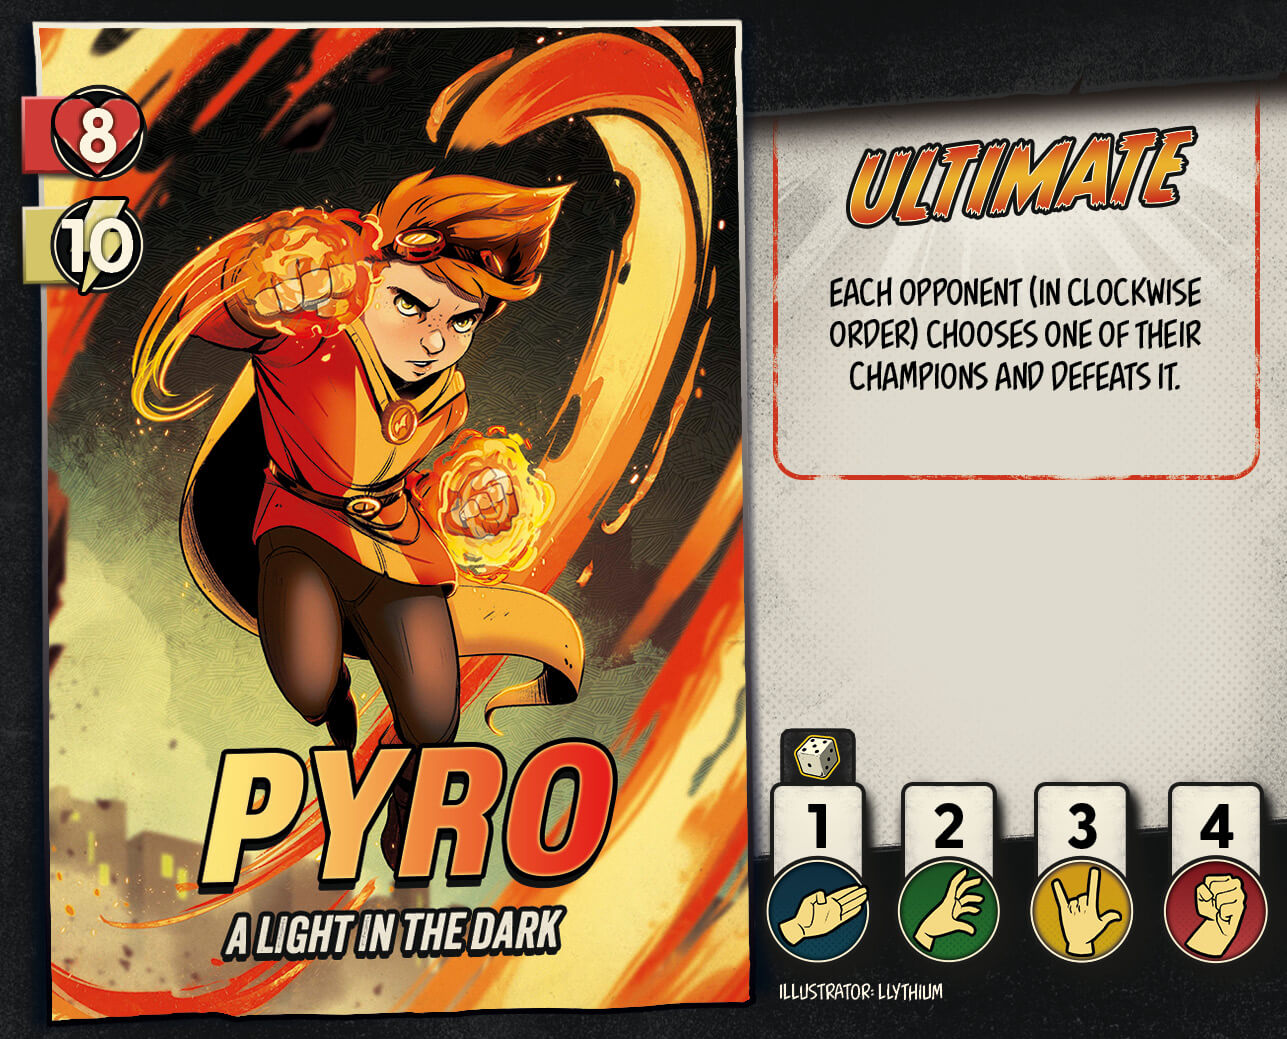 8
10
PYRO
A LIGHT IN THE DARK
ULTIMATE
EACH OPPONENT (IN CLOCKWISE
ORDER) CHOOSES ONE OF THEIR
CHAMPIONS AND DEFEATS IT.
1 2 3 4
ILLUSTRATOR: LLYTHIUM